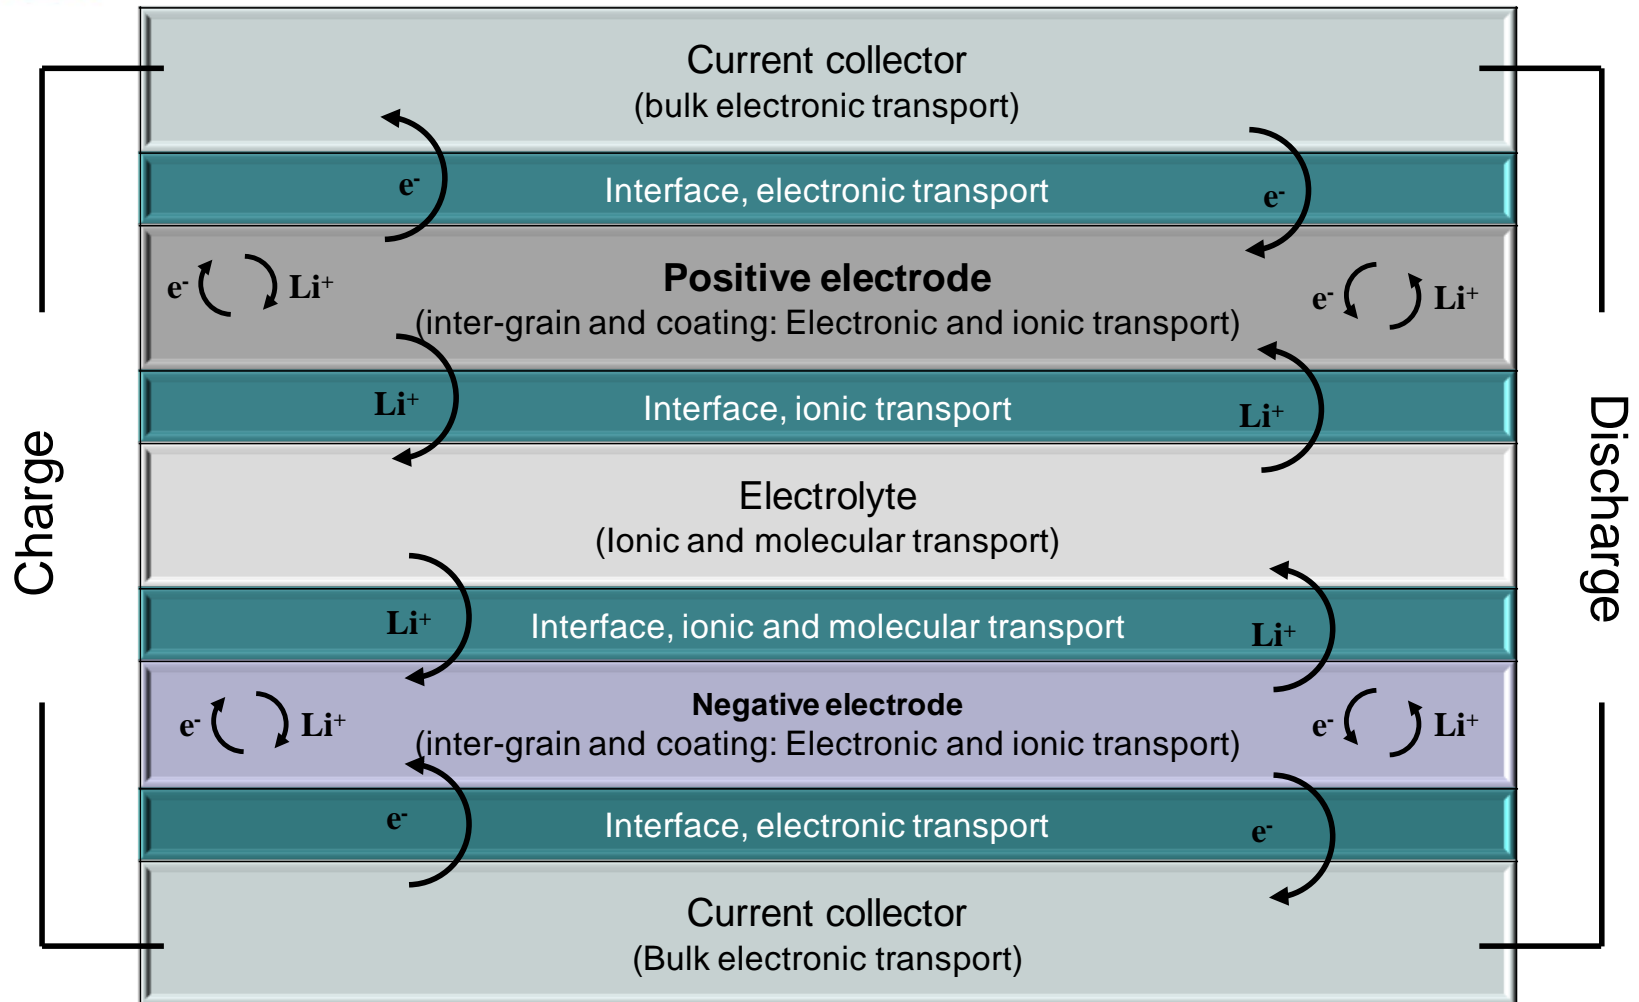 Current collector
(bulk electronic transport)
e- Interface, electronic transport e-
e- Li+ Positive electrode e- Li+
(inter-grain and coating: Electronic and ionic transport)
Li+ Interface, ionic transport Li+
Charge
Discharge
Electrolyte
(Ionic and molecular transport)
Li+ Interface, ionic and molecular transport Li+
e- Li+ Negative electrode e- Li+
(inter-grain and coating: Electronic and ionic transport)
e- Interface, electronic transport e-
Current collector
(Bulk electronic transport)